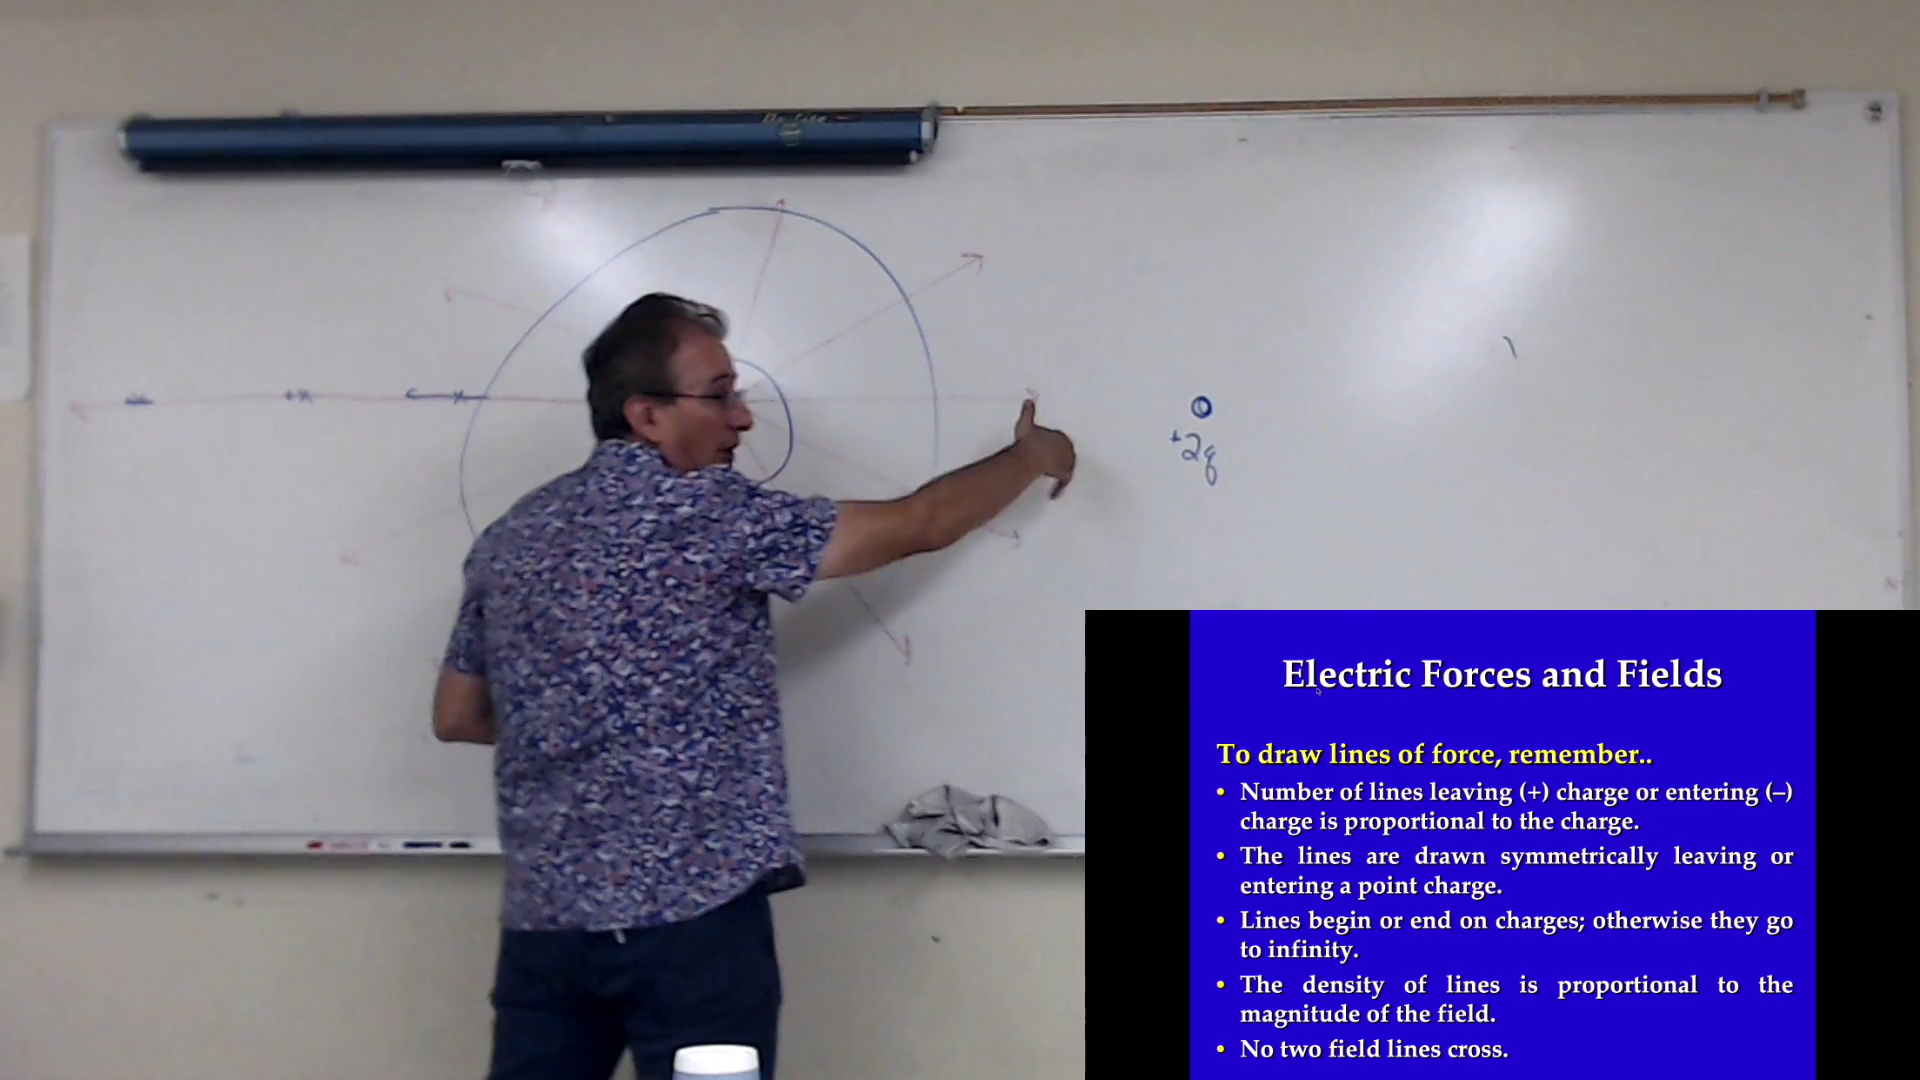 +2q
Electric Forces and Fields
To draw lines of force, remember..
• Number of lines leaving (+) charge or entering (–)
charge is proportional to the charge.
• The lines are drawn symmetrically leaving or
entering a point charge.
• Lines begin or end on charges; otherwise they go
to infinity.
• The density of lines is proportional to the
magnitude of the field.
• No two field lines cross.